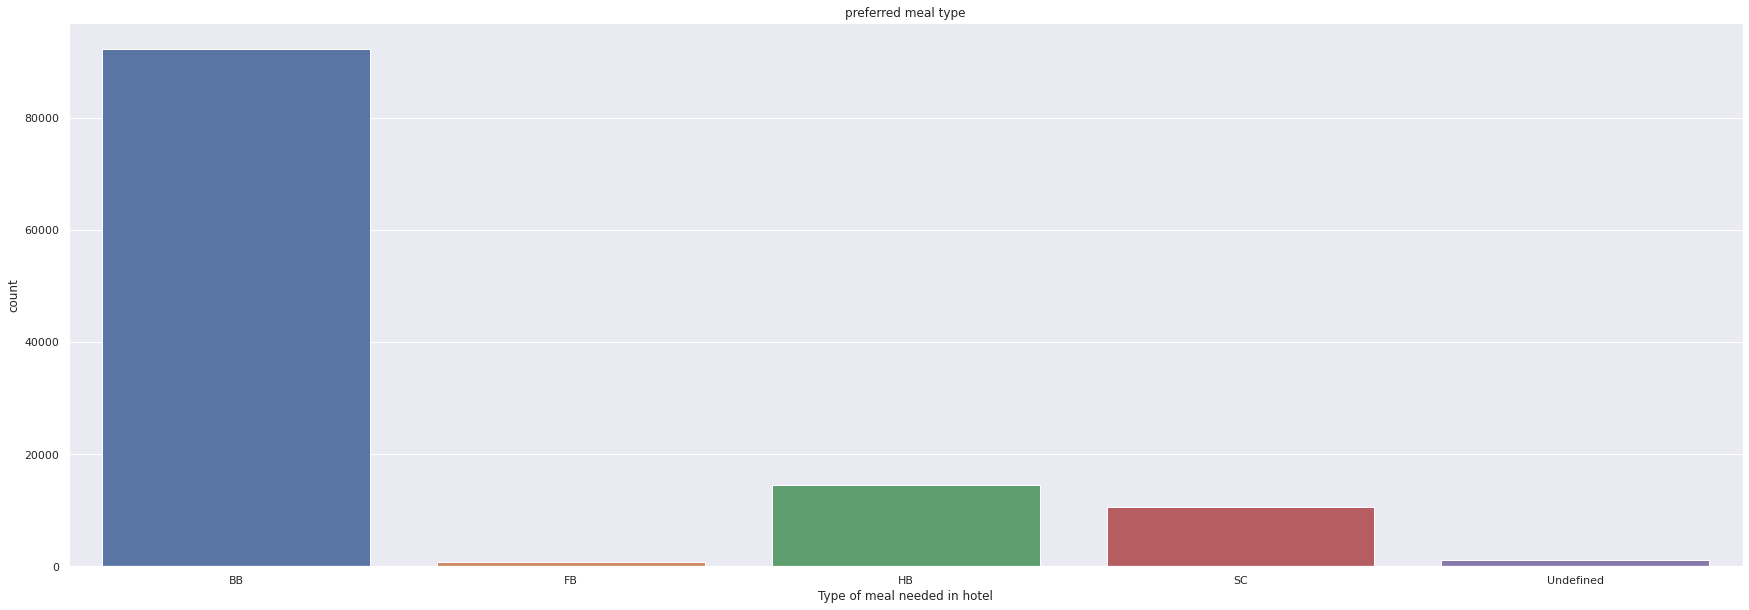 preferred meal type
80000
60000
40000
20000
0
count
BB FB HB SC Undefined
Type of meal needed in hotel